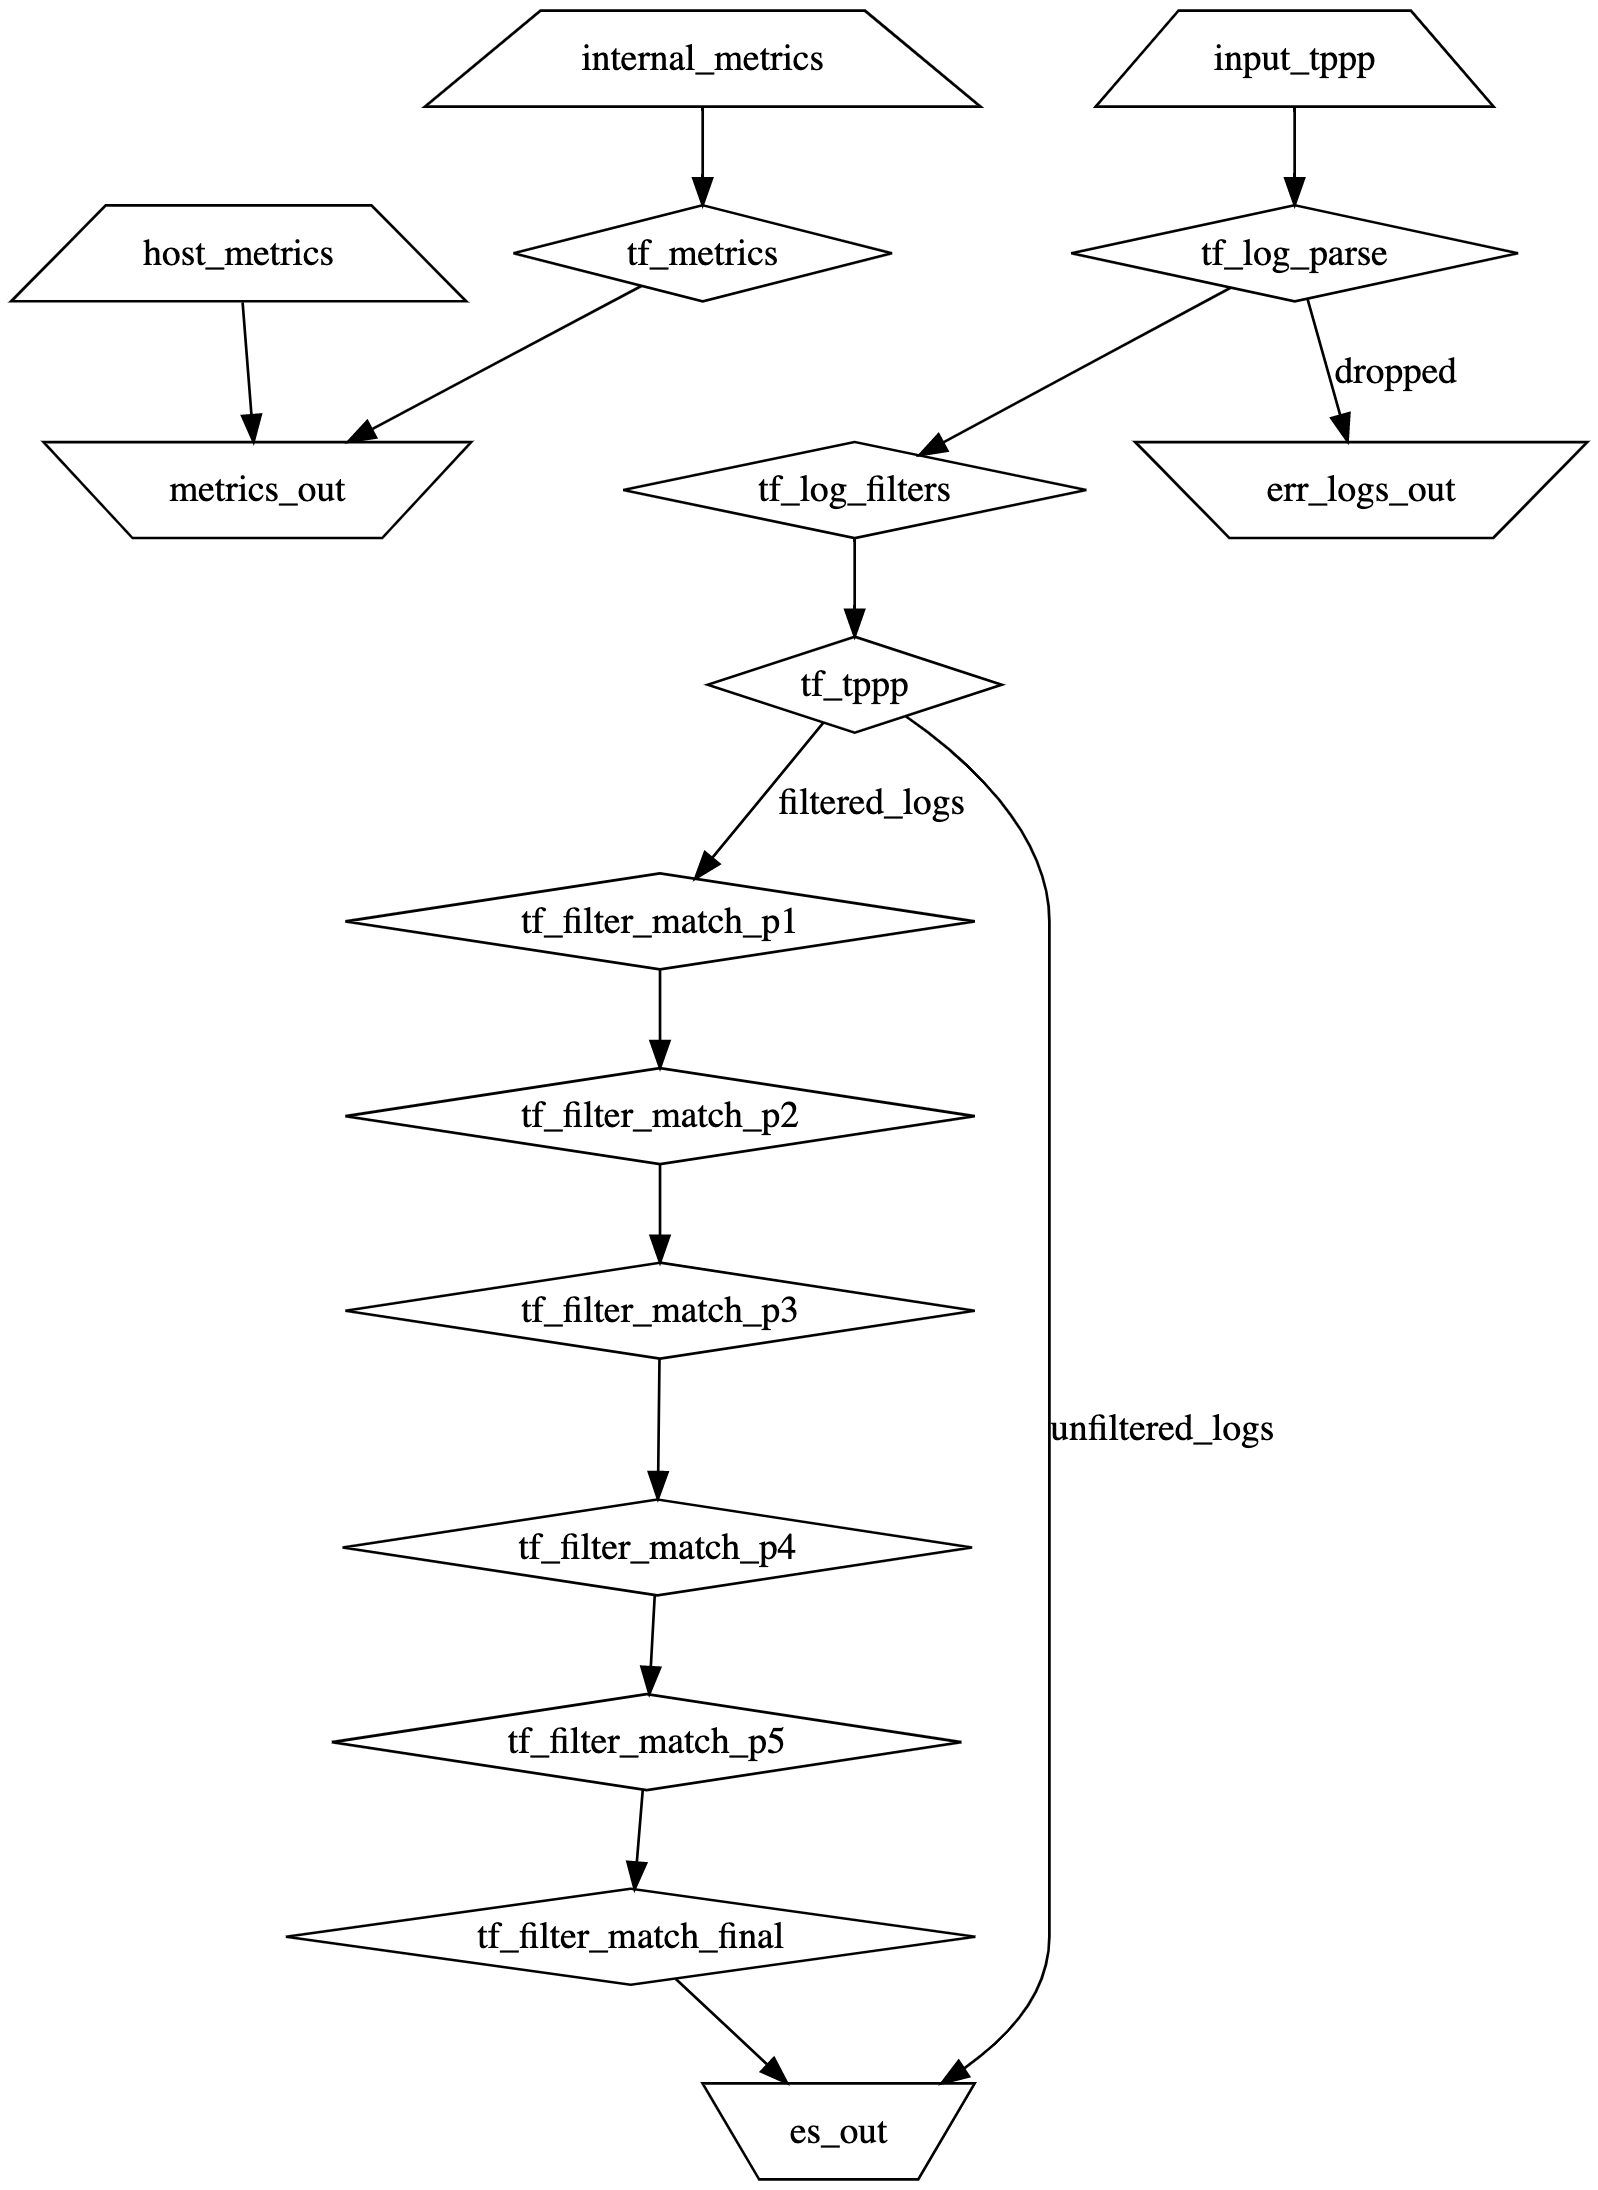 internal_metrics
input_tppp
host_metrics
tf_metrics
tf_log_parse
dropped
metrics_out
tf_log_filters
err_logs_out
tf_tppp
filtered_logs
tf_filter_match_p1
tf_filter_match_p2
tf_filter_match_p3
unfiltered_logs
tf_filter_match_p4
tf_filter_match_p5
tf_filter_match_final
es_out